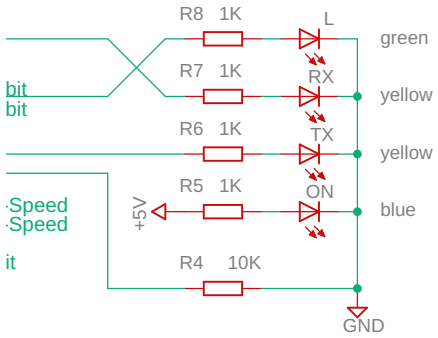 R8 1K L green
R7 1K RX yellow
bit
bit
R6 1K TX yellow
R5 1K ON blue
-Speed
-Speed
+5V
it
R4 10K
GND